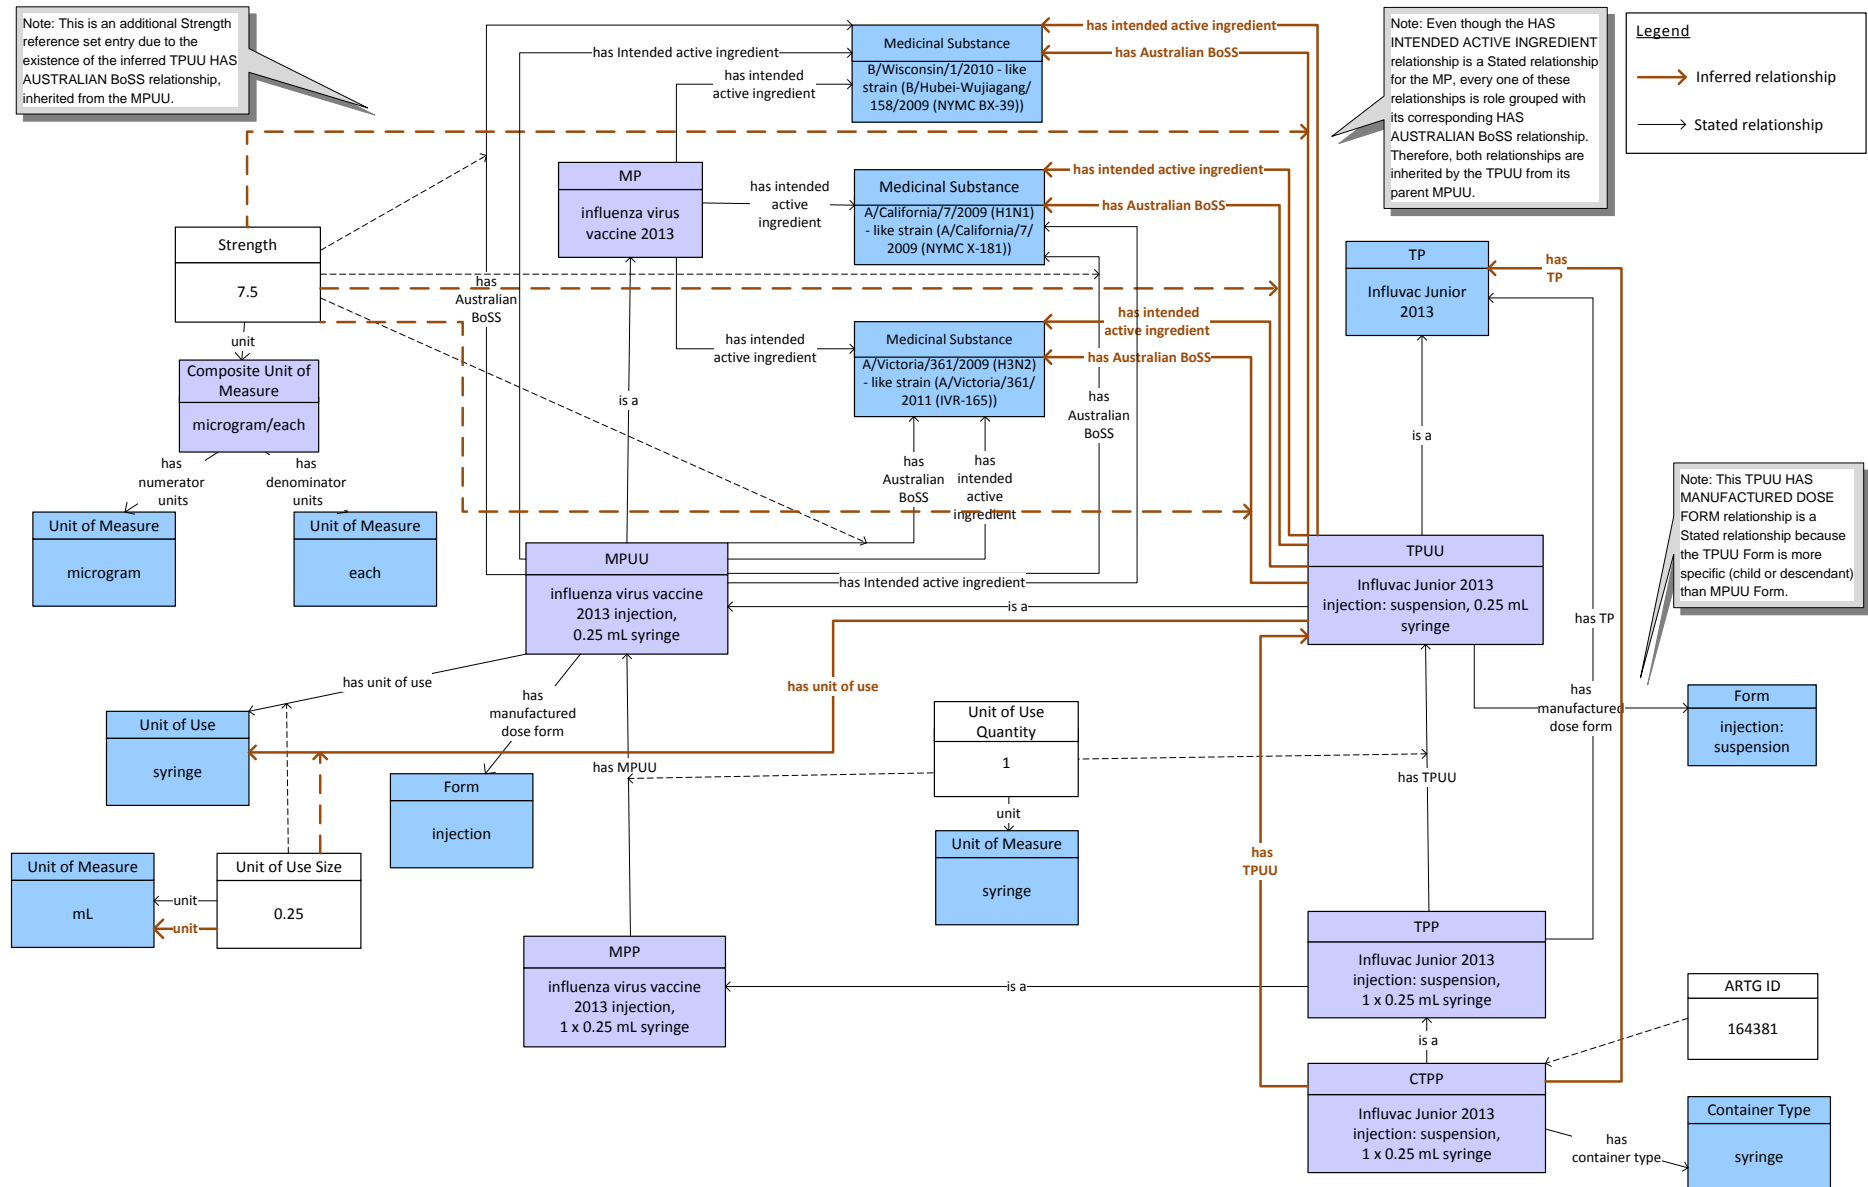 Note: This is an additional Strength
reference set entry due to the
existence of the inferred TPUU HAS
AUSTRALIAN BoSS relationship,
inherited from the MPUU.
has intended active ingredient
has Intended active ingredient
has Australian BoSS
Medicinal Substance
B/Wisconsin/1/2010 - like
strain (B/Hubei-Wujiagang/
158/2009 (NYMC BX-39))
has intended
active ingredient
Note: Even though the HAS
INTENDED ACTIVE INGREDIENT
relationship is a Stated relationship
for the MP, every one of these
relationships is role grouped with
its corresponding HAS
AUSTRALIAN BoSS relationship.
Therefore, both relationships are
inherited by the TPUU from its
parent MPUU.
Legend
Inferred relationship
Stated relationship
MP
influenza virus
vaccine 2013
has intended
active
ingredient
Medicinal Substance
A/California/7/2009 (H1N1)
- like strain (A/California/7/
2009 (NYMC X-181))
has intended active ingredient
has Australian BoSS
Strength
7.5
has
Australian
BoSS
TP
Influvac Junior
2013
has
TP
unit
has intended
active ingredient
Medicinal Substance
A/Victoria/361/2009 (H3N2)
- like strain (A/Victoria/361/
2011 (IVR-165))
has intended
active ingredient
has Australian BoSS
Composite Unit of
Measure
microgram/each
is a
has
Australian
BoSS
is a
has
numerator
units
has
denominator
units
has
Australian
BoSS
has
intended
active
ingredient
Note: This TPUU HAS
MANUFACTURED DOSE
FORM relationship is a
Stated relationship because
the TPUU Form is more
specific (child or descendant)
than MPUU Form.
Unit of Measure
microgram
Unit of Measure
each
MPUU
influenza virus vaccine
2013 injection,
0.25 mL syringe
has Intended active ingredient
is a
TPUU
Influvac Junior 2013
injection: suspension, 0.25 mL
syringe
has TP
has unit of use
has
manufactured
dose form
has unit of use
has
manufactured
dose form
Form
injection:
suspension
Unit of Use
syringe
Unit of Use
Quantity
1
has MPUU
has TPUU
Form
injection
unit
Unit of Measure
syringe
has
TPUU
Unit of Measure
mL
unit
unit
Unit of Use Size
0.25
MPP
influenza virus vaccine
2013 injection,
1 x 0.25 mL syringe
is a
TPP
Influvac Junior 2013
injection: suspension,
1 x 0.25 mL syringe
ARTG ID
164381
is a
CTPP
Influvac Junior 2013
injection: suspension,
1 x 0.25 mL syringe
has
container type
Container Type
syringe